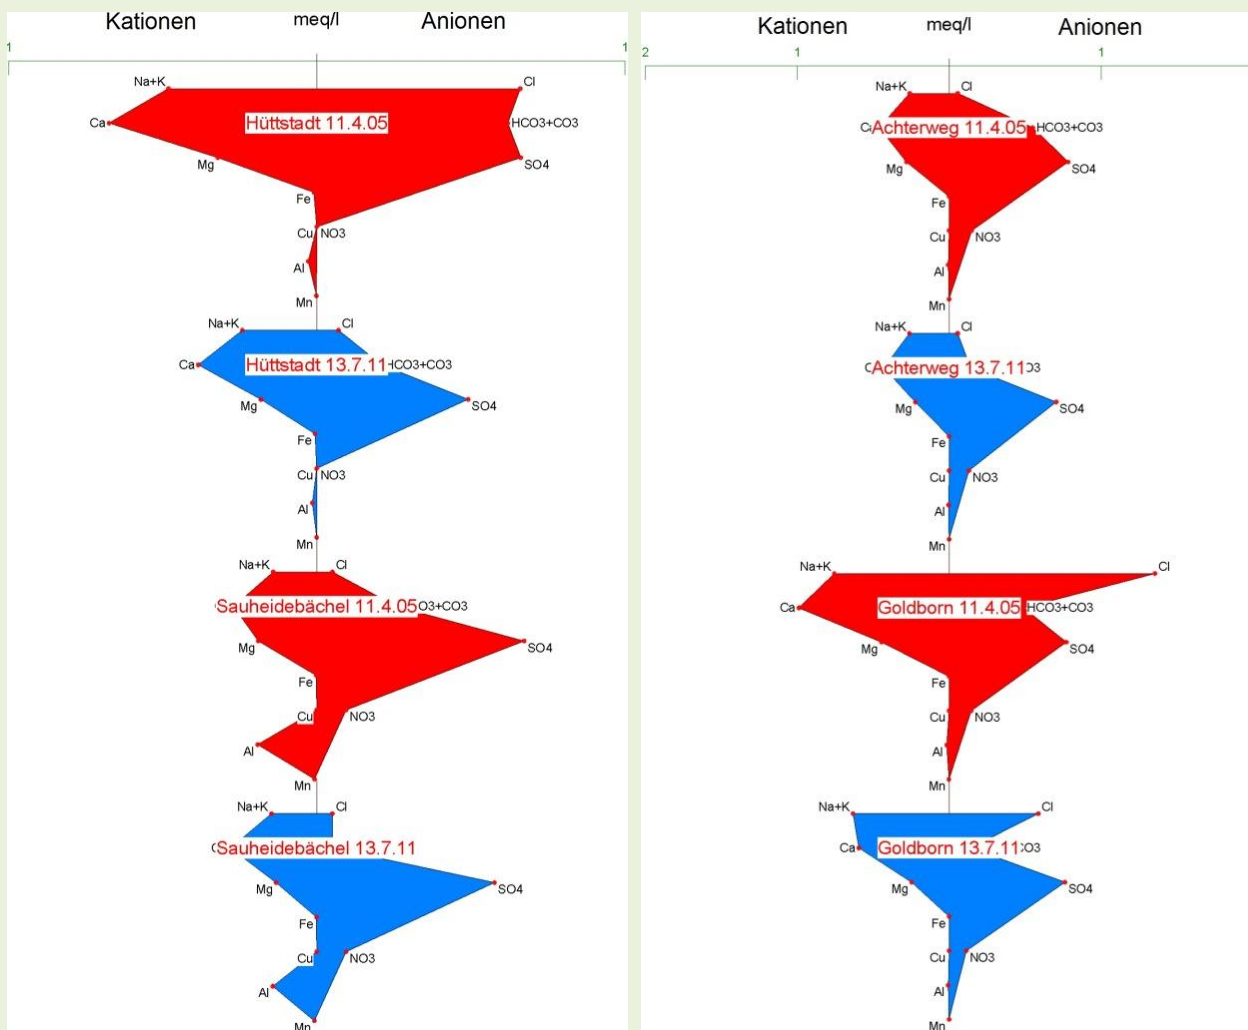 Kationen meq/l Anionen
1 1
Na+K Cl
Ca Hüttstadt 11.4.05 HCO3+CO3
Mg SO4
Fe
Cu NO3
Al
Mn
Na+K Cl
Ca Hüttstadt 13.7.11 HCO3+CO3
Mg SO4
Fe
Cu NO3
Al
Mn
Na+K Cl
Sauheidebächel 11.4.05 O3+CO3
Mg SO4
Fe
Cu NO3
Al
Mn
Na+K Cl
Sauheidebächel 13.7.11
Mg SO4
Fe
Cu NO3
Al
Mn
Kationen meq/l Anionen
2 1 1
Na+K Cl
Achterweg 11.4.05 HCO3+CO3
Mg SO4
Fe
Cu NO3
Al
Mn
Na+K Cl
Achterweg 13.7.11 O3
Mg SO4
Fe
Cu NO3
Al
Mn
Na+K Cl
Ca Goldborn 11.4.05 HCO3+CO3
Mg SO4
Fe
Cu NO3
Al
Mn
Na+K Cl
Ca Goldborn 13.7.11 CO3
Mg SO4
Fe
Cu NO3
Al
Mn